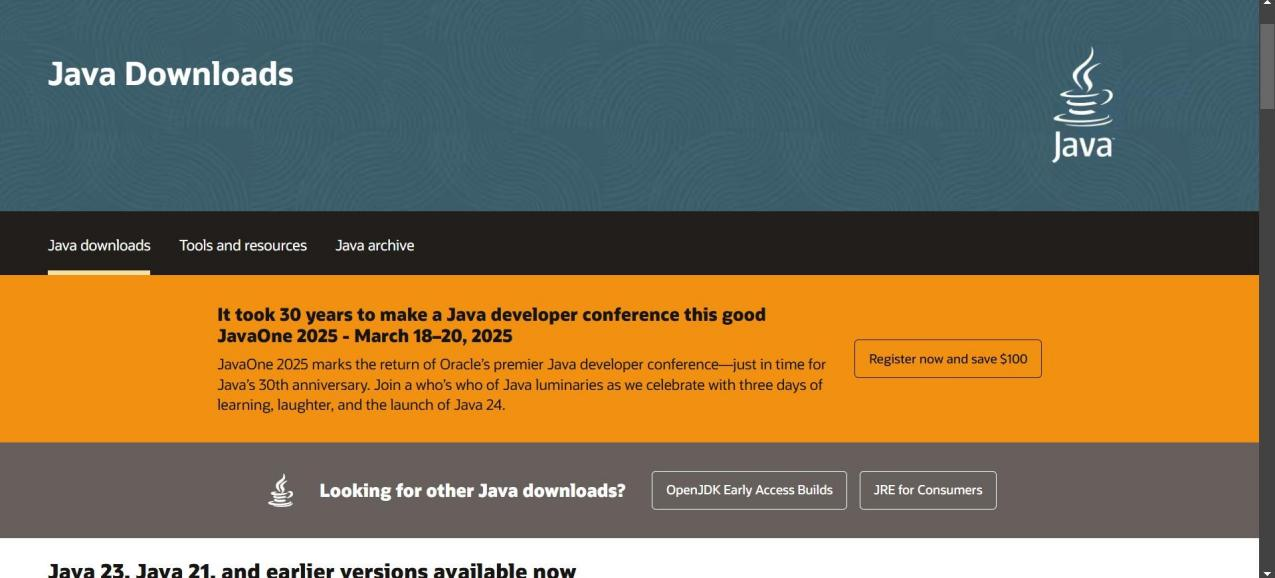 Java Downloads
Java
Java downloads
Tools and resources
Java archive
It took 30 years to make a Java developer conference this good
JavaOne 2025 - March 18–20, 2025
JavaOne 2025 marks the return of Oracle's premier Java developer conference—just in time for
Java's 30th anniversary. Join a who's who of Java luminaries as we celebrate with three days of
learning, laughter, and the launch of Java 24.
Register now and save $100
Looking for other Java downloads?
OpenJDK Early Access Builds
JRE for Consumers
Java 23, Java 21, and earlier versions available now